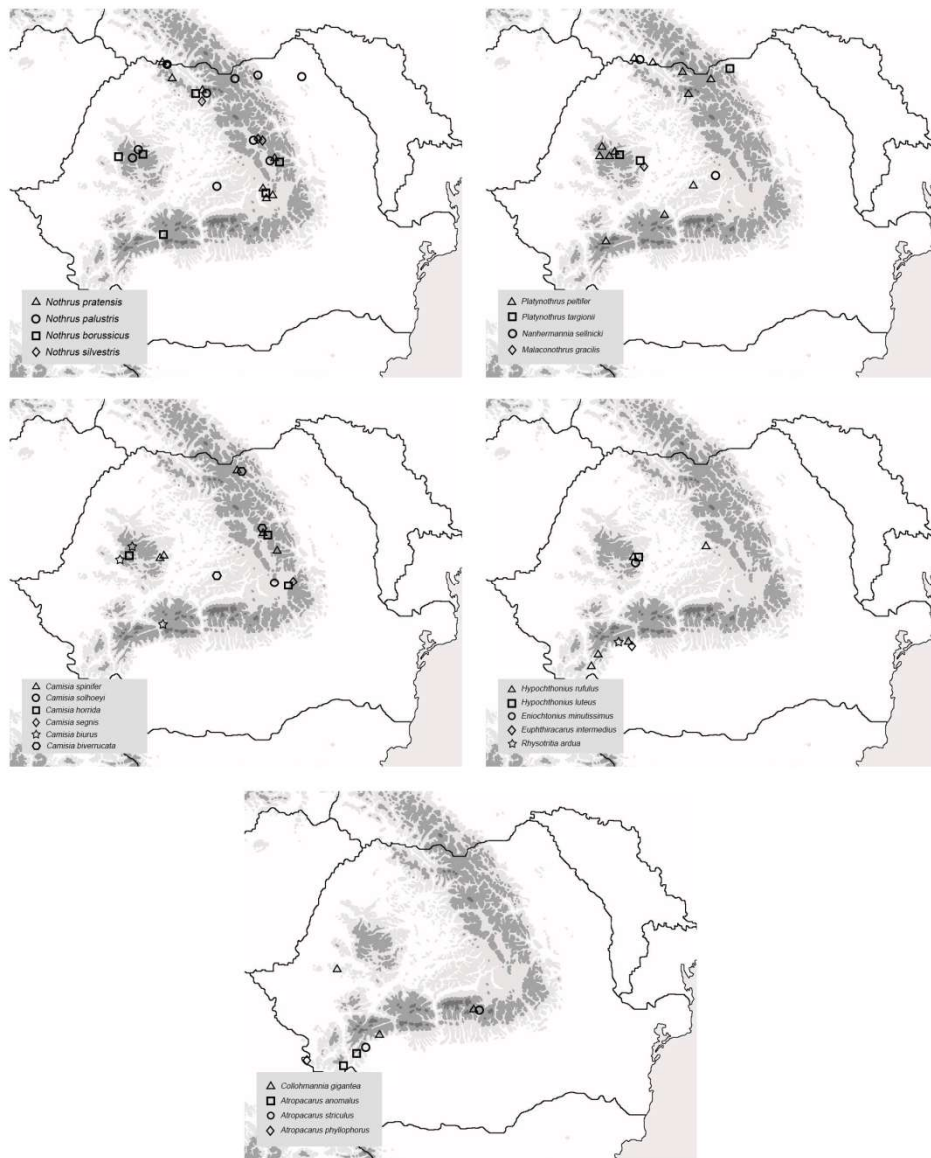 Nothrus pratensis
Nothrus palustris
Nothrus borussicus
Nothrus silvestris
Platynothrus peltifer
Platynothrus targionii
Nanhermannia sellnicki
Malaconothrus gracilis
Camisia spinifer
Camisia solhoeyi
Camisia horrida
Camisia segnis
Camisia biurus
Camisia biverrucata
Hypochthonius rufulus
Hypochthonius luteus
Eniochtonius minutissimus
Euphthiracarus intermedius
Rhysotritia ardua
Collohmannia gigantea
Atropacarus anomalus
Atropacarus striculus
Atropacarus phyllophorus